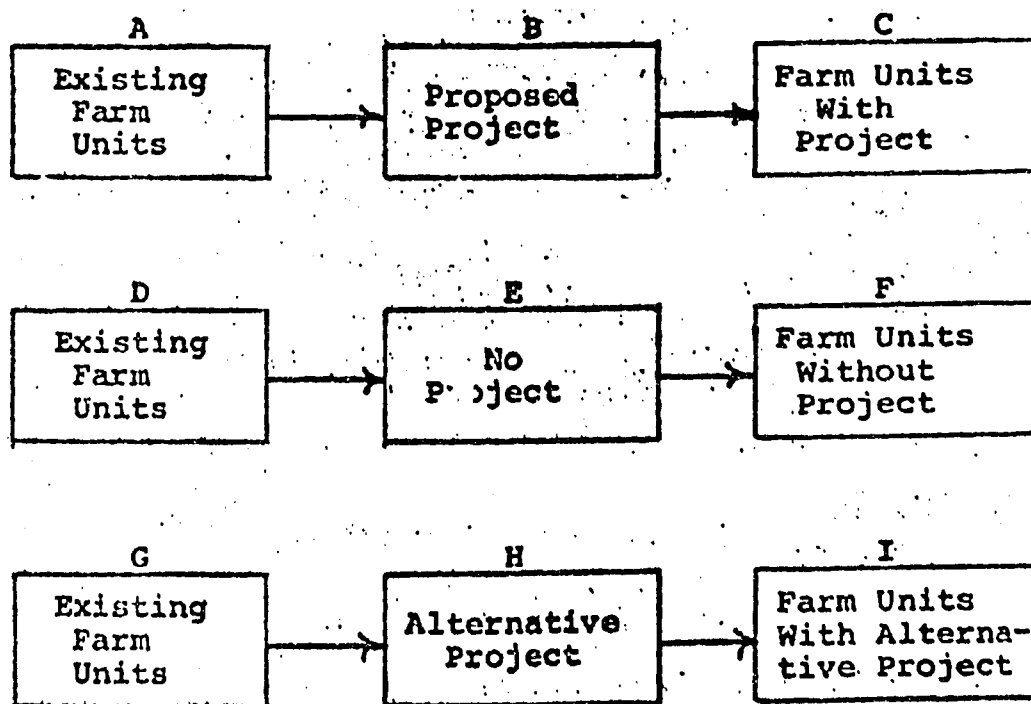 A
B
C
Existing
Farm
Units
Proposed
Project
Farm Units
With
Project
D
E
F
Existing
Farm
Units
No
Project
Farm Units
Without
Project
G
H
I
Existing
Farm
Units
Alternative
Project
Farm Units
With Alterna-
tive Project